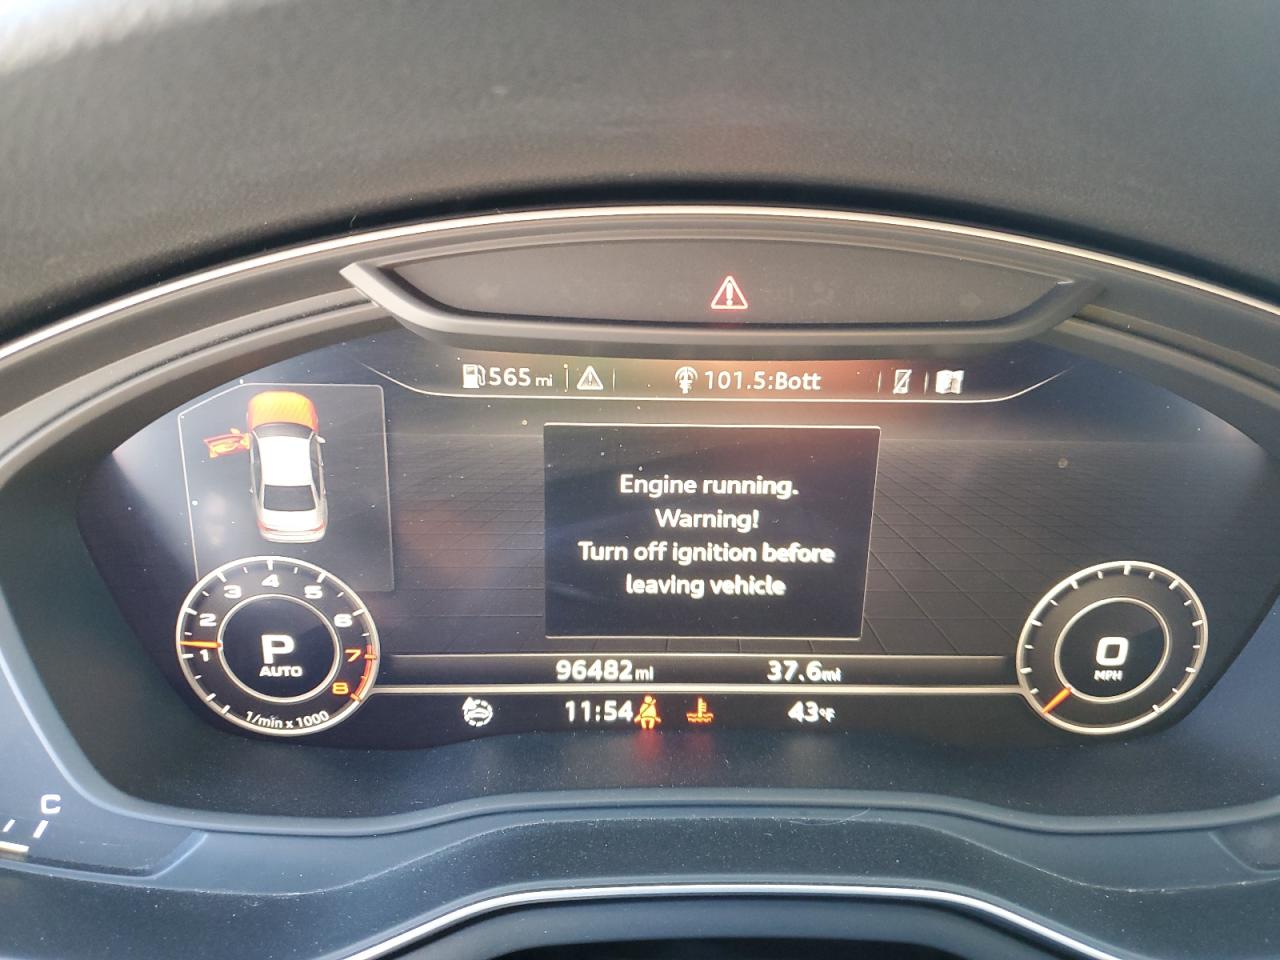 565 mi
101.5:Bott
Engine running.
Warning!
Turn off ignition before
leaving vehicle
1 2 3 4 5 6 7 8
P
AUTO
1/min x 1000
0
MPH
96482 mi
37.6 mi
11:54
43°F
C